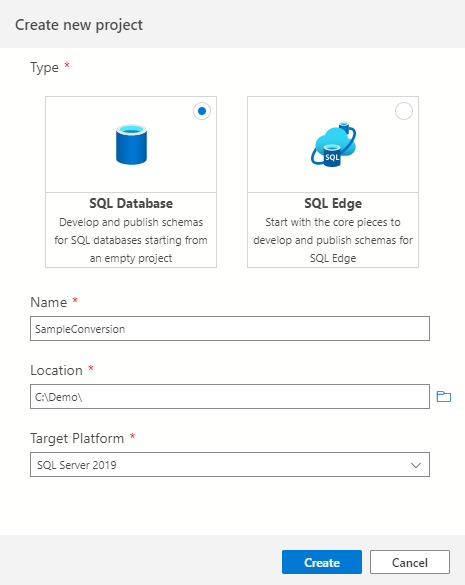 Create new project
Type *
SQL
SQL Database
Develop and publish schemas
for SQL databases starting from
an empty project
SQL Edge
Start with the core pieces to
develop and publish schemas for
SQL Edge
Name *
SampleConversion
Location *
C:\Demo\
Target Platform *
SQL Server 2019
Create
Cancel